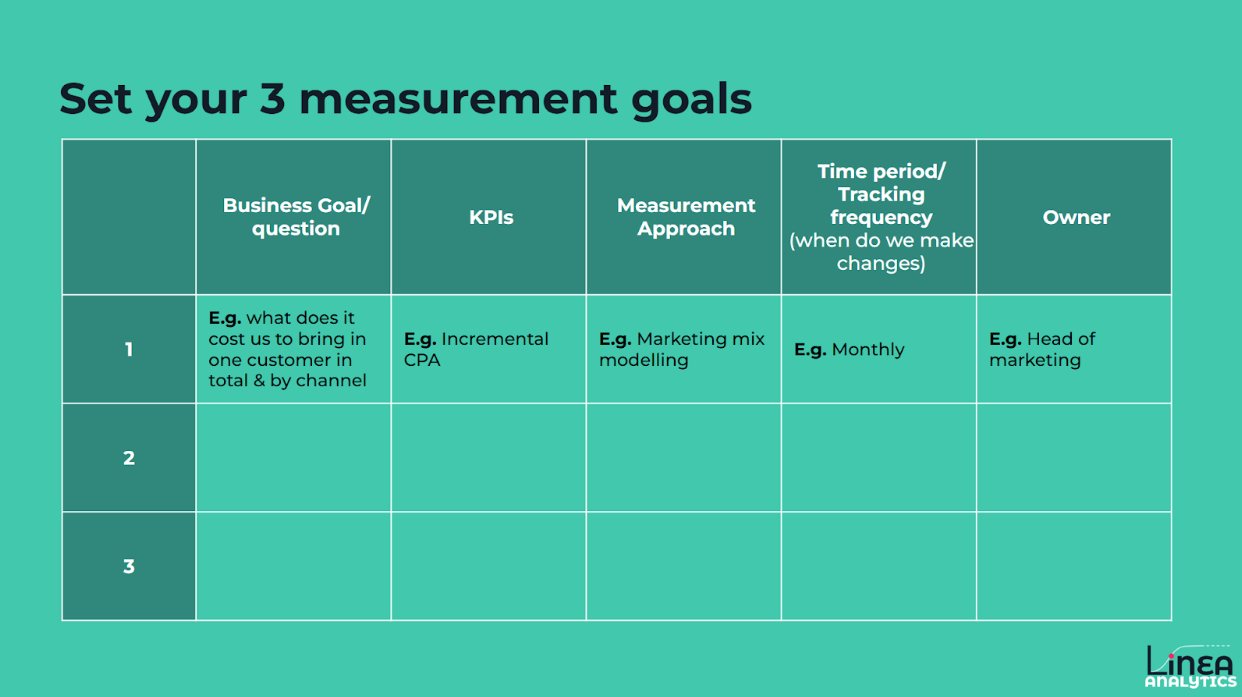 Set your 3 measurement goals
Business Goal/
question
KPIs
Measurement
Approach
Time period/
Tracking
frequency
(when do we make
changes)
Owner
1
E.g. what does it
cost us to bring in
one customer in
total & by channel
E.g. Incremental
CPA
E.g. Marketing mix
modelling
E.g. Monthly
E.g. Head of
marketing
2
3
LinEA
ANALYTICS